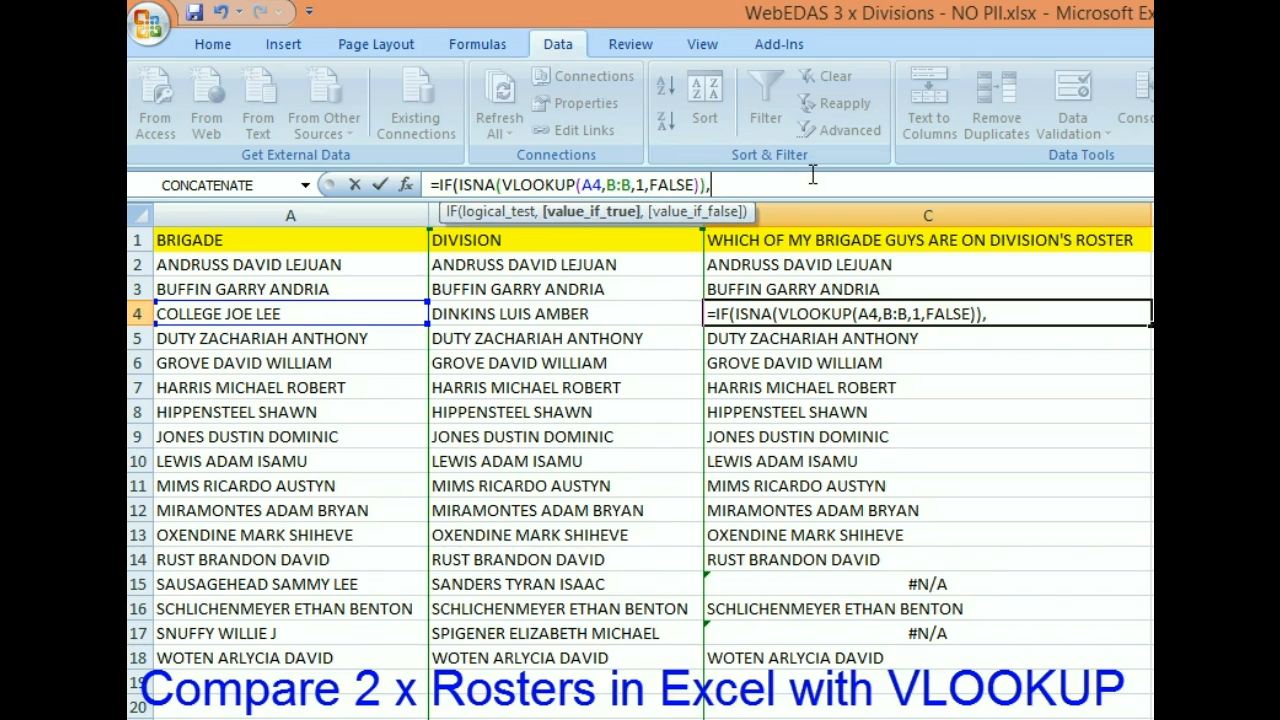 WebEDAS 3 x Divisions - NO PII.xlsx - Microsoft Ex
Home Insert Page Layout Formulas Data Review View Add-Ins
From Access From Web From Text From Other Sources Existing Connections
Get External Data
Refresh All Connections Properties Edit Links
Connections
Sort Filter Clear Reapply Advanced
Sort & Filter
Text to Columns Remove Duplicates Data Validation Conso
Data Tools
CONCATENATE fx =IF(ISNA(VLOOKUP(A4,B:B,1,FALSE)),
IF(logical_test, [value_if_true], [value_if_false])
A C
1 BRIGADE DIVISION WHICH OF MY BRIGADE GUYS ARE ON DIVISION'S ROSTER
2 ANDRUSS DAVID LEJUAN ANDRUSS DAVID LEJUAN ANDRUSS DAVID LEJUAN
3 BUFFIN GARRY ANDRIA BUFFIN GARRY ANDRIA BUFFIN GARRY ANDRIA
4 COLLEGE JOE LEE DINKINS LUIS AMBER =IF(ISNA(VLOOKUP(A4,B:B,1,FALSE)),
5 DUTY ZACHARIAH ANTHONY DUTY ZACHARIAH ANTHONY DUTY ZACHARIAH ANTHONY
6 GROVE DAVID WILLIAM GROVE DAVID WILLIAM GROVE DAVID WILLIAM
7 HARRIS MICHAEL ROBERT HARRIS MICHAEL ROBERT HARRIS MICHAEL ROBERT
8 HIPPENSTEEL SHAWN HIPPENSTEEL SHAWN HIPPENSTEEL SHAWN
9 JONES DUSTIN DOMINIC JONES DUSTIN DOMINIC JONES DUSTIN DOMINIC
10 LEWIS ADAM ISAMU LEWIS ADAM ISAMU LEWIS ADAM ISAMU
11 MIMS RICARDO AUSTYN MIMS RICARDO AUSTYN MIMS RICARDO AUSTYN
12 MIRAMONTES ADAM BRYAN MIRAMONTES ADAM BRYAN MIRAMONTES ADAM BRYAN
13 OXENDINE MARK SHIHEVE OXENDINE MARK SHIHEVE OXENDINE MARK SHIHEVE
14 RUST BRANDON DAVID RUST BRANDON DAVID RUST BRANDON DAVID
15 SAUSAGEHEAD SAMMY LEE SANDERS TYRAN ISAAC #N/A
16 SCHLICHENMEYER ETHAN BENTON SCHLICHENMEYER ETHAN BENTON SCHLICHENMEYER ETHAN BENTON
17 SNUFFY WILLIE J SPIGENER ELIZABETH MICHAEL #N/A
18 WOTEN ARLYCIA DAVID WOTEN ARLYCIA DAVID WOTEN ARLYCIA DAVID
19
Compare 2 x Rosters in Excel with VLOOKUP
20